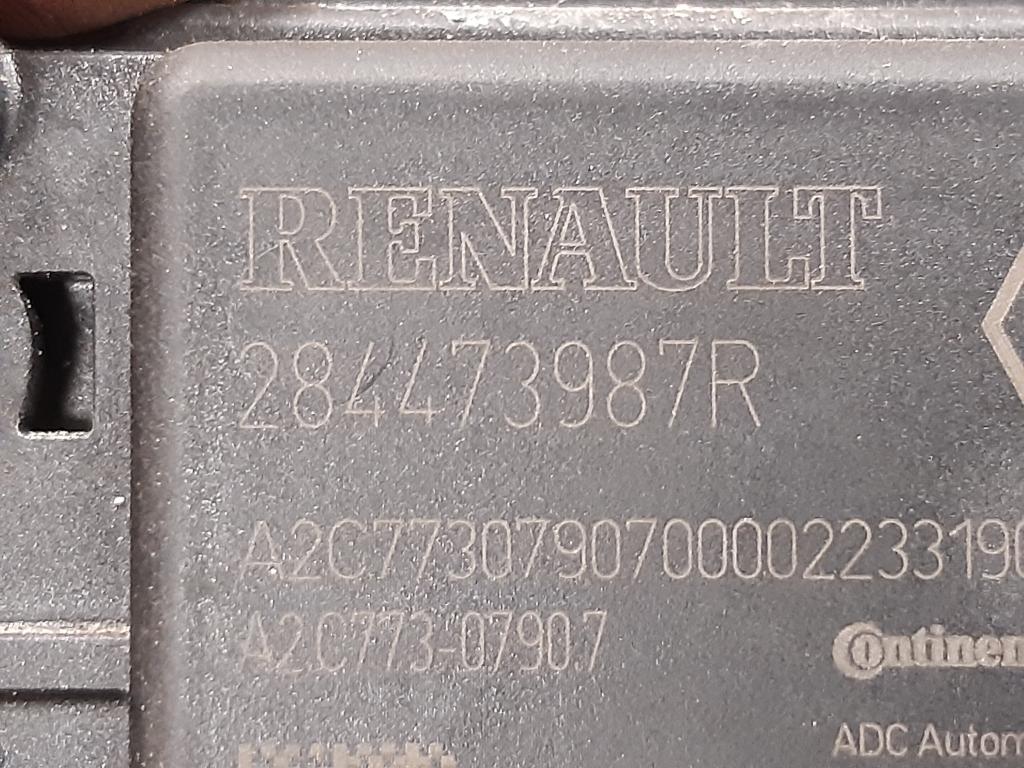 RENAULT
284473987R
A2C7730790700002233190
A2C773-0790.7
Continen
ADC Autom